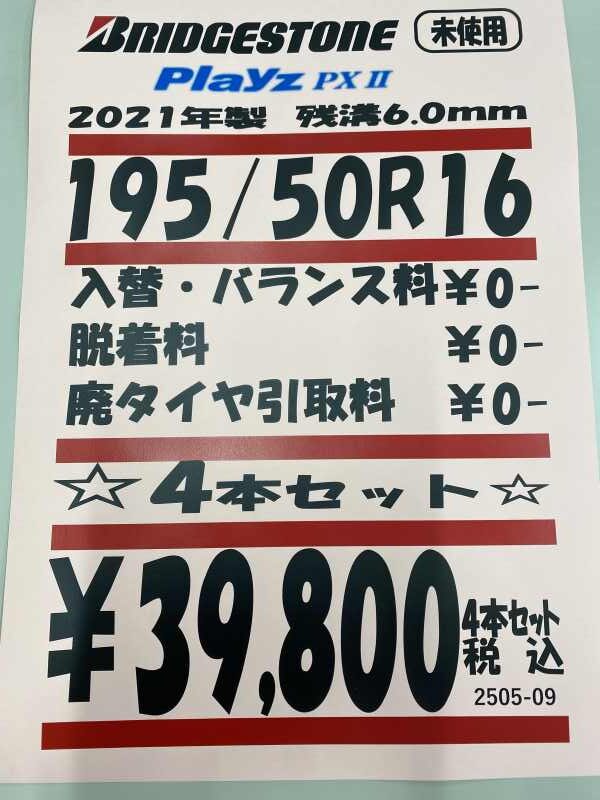 BRIDGESTONE 未使用
Playz PXⅡ
2021年製 残溝6.0mm
195/50R16
入替・バランス料¥0-
脱着料 ¥0-
廃タイヤ引取料 ¥0-
☆4本セット☆
¥39,800 4本セット
税込
2505-09